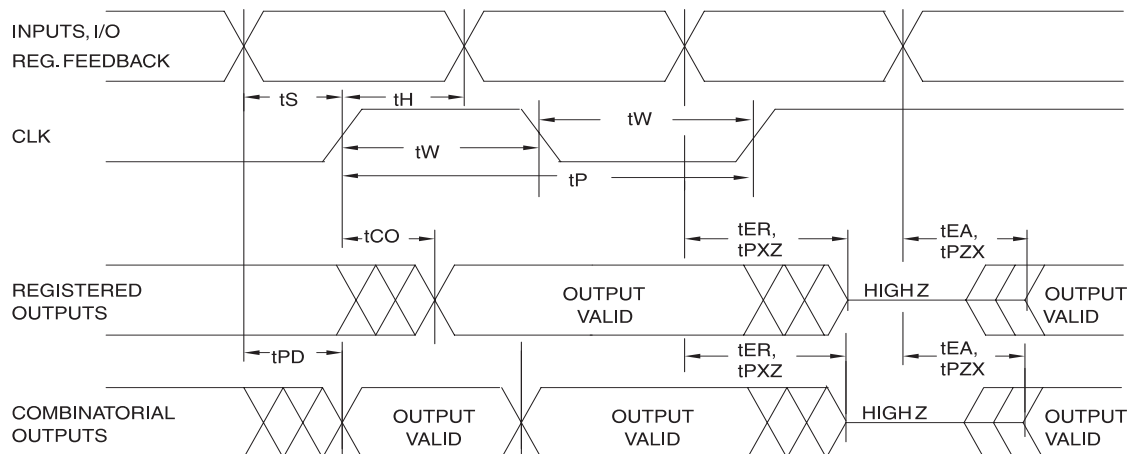 INPUTS, I/O
REG. FEEDBACK
tS
tH
CLK
tW
tW
tP
tCO
tER,
tPXZ
tEA,
tPZX
REGISTERED
OUTPUTS
OUTPUT
VALID
HIGH Z
OUTPUT
VALID
tPD
tER,
tPXZ
tEA,
tPZX
COMBINATORIAL
OUTPUTS
OUTPUT
VALID
OUTPUT
VALID
HIGH Z
OUTPUT
VALID